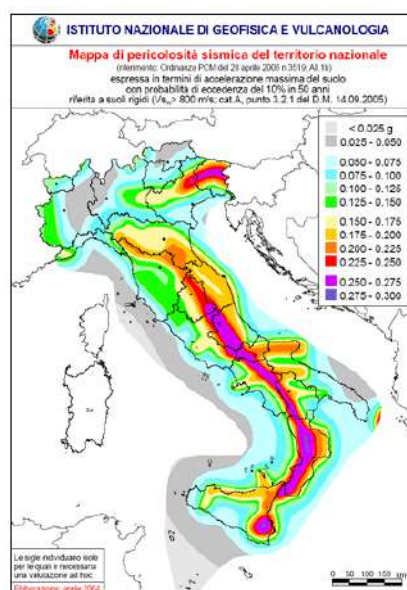 ISTITUTO NAZIONALE DI GEOFISICA E VULCANOLOGIA
Mappa di pericolosità sismica del territorio nazionale
(riferimento: Ordinanza PCM del 28 aprile 2006 n.3519, All.1b)
espressa in termini di accelerazione massima del suolo
con probabilità di eccedenza del 10% in 50 anni
riferita a suoli rigidi (Vs₃₀> 800 m/s; cat.A, punto 3.2.1 del D.M. 14.09.2005)
< 0.025 g
0.025 - 0.050
0.050 - 0.075
0.075 - 0.100
0.100 - 0.125
0.125 - 0.150
0.150 - 0.175
0.175 - 0.200
0.200 - 0.225
0.225 - 0.250
0.250 - 0.275
0.275 - 0.300
Le sigle individuano isole
per le quali è necessaria
una valutazione ad hoc
Elaborazione: aprile 2004
0 50 100 150